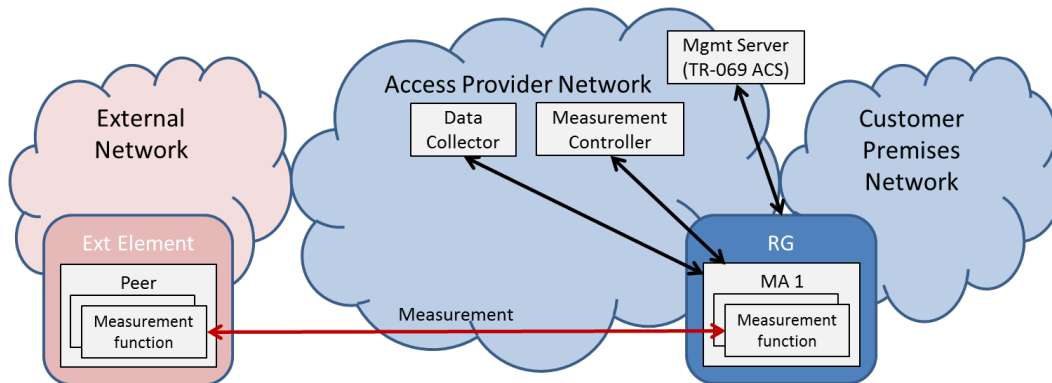 Mgmt Server
(TR-069 ACS)
Access Provider Network
External
Network
Data
Collector
Measurement
Controller
Customer
Premises
Network
Ext Element
RG
Peer
MA 1
Measurement
function
Measurement
Measurement
function